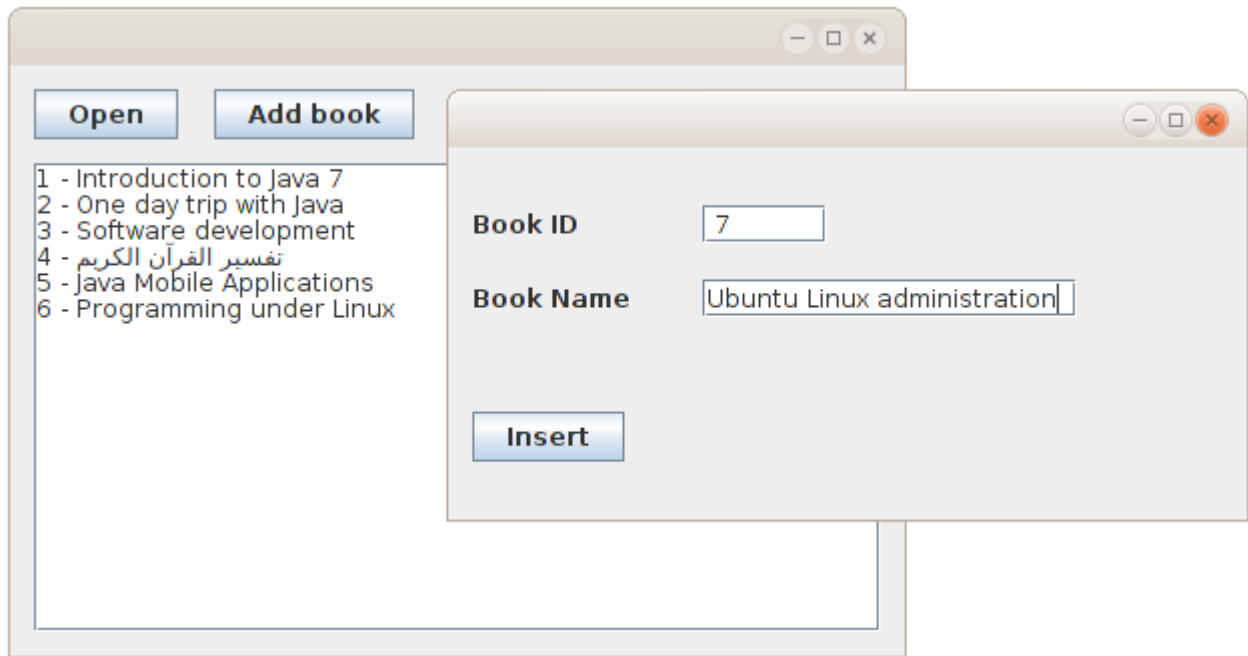 Open
Add book
1 - Introduction to Java 7
2 - One day trip with Java
3 - Software development
4 - تفسير القرآن الكريم
5 - Java Mobile Applications
6 - Programming under Linux
Book ID
7
Book Name
Ubuntu Linux administration
Insert